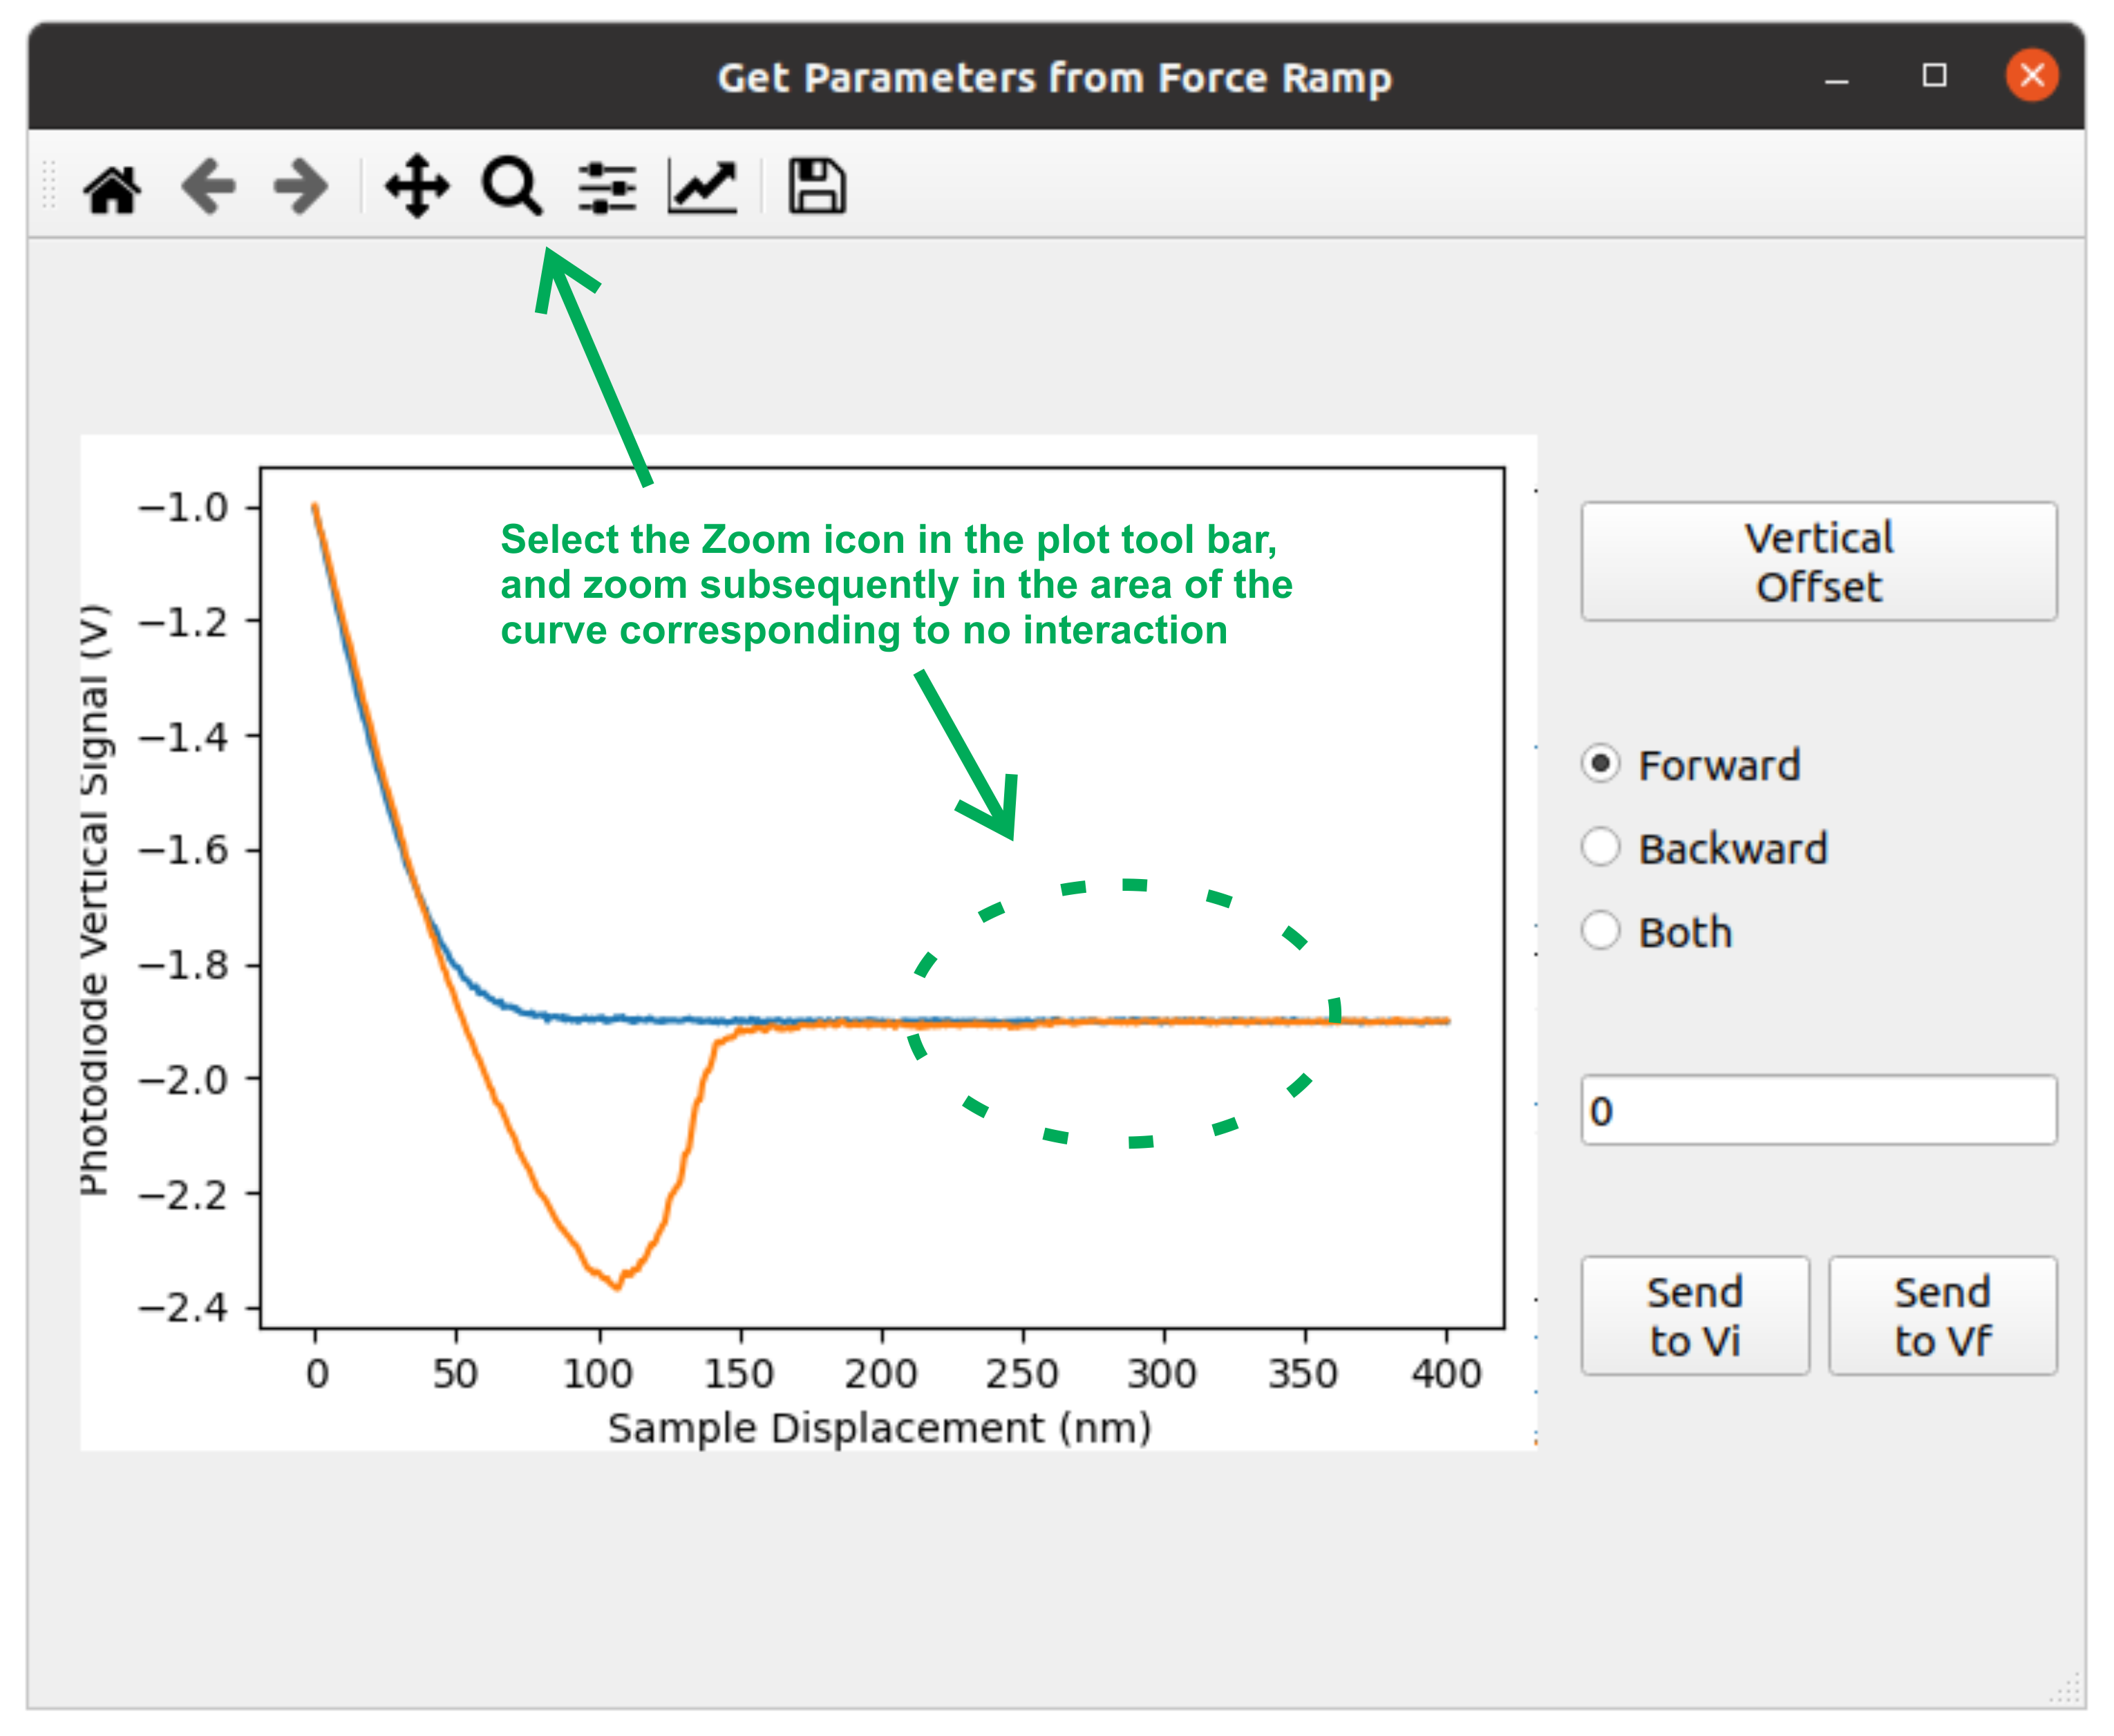 Get Parameters from Force Ramp
Select the Zoom icon in the plot tool bar,
and zoom subsequently in the area of the
curve corresponding to no interaction
Photodiode Vertical Signal (V)
−1.0
−1.2
−1.4
−1.6
−1.8
−2.0
−2.2
−2.4
0 50 100 150 200 250 300 350 400
Sample Displacement (nm)
Vertical
Offset
Forward
Backward
Both
0
Send
to Vi
Send
to Vf